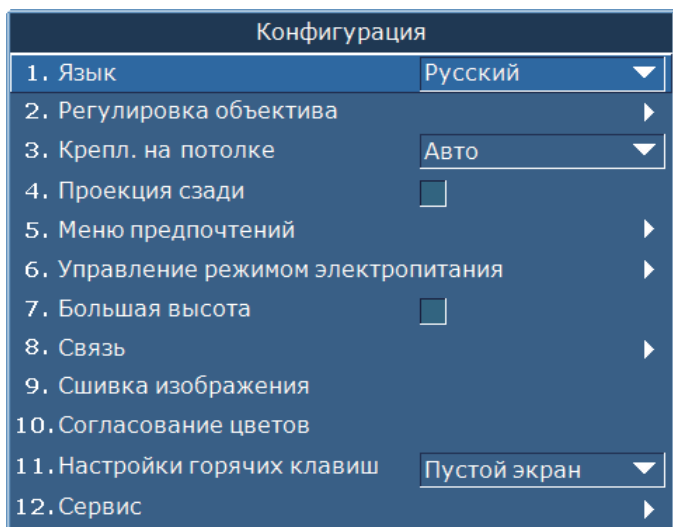 Конфигурация
1. Язык Русский
2. Регулировка объектива
3. Крепл. на потолке Авто
4. Проекция сзади
5. Меню предпочтений
6. Управление режимом электропитания
7. Большая высота
8. Связь
9. Сшивка изображения
10. Согласование цветов
11. Настройки горячих клавиш Пустой экран
12. Сервис